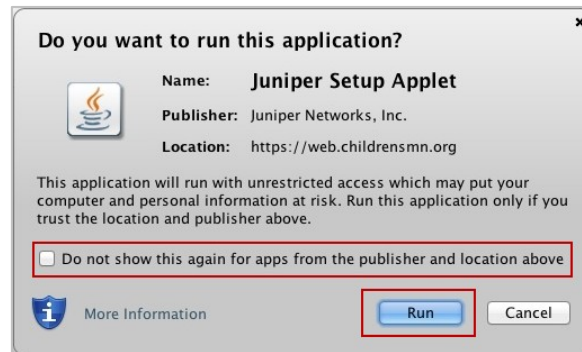 Do you want to run this application?
Name: Juniper Setup Applet
Publisher: Juniper Networks, Inc.
Location: https://web.childrensmn.org
This application will run with unrestricted access which may put your
computer and personal information at risk. Run this application only if you
trust the location and publisher above.
Do not show this again for apps from the publisher and location above
More Information Run Cancel